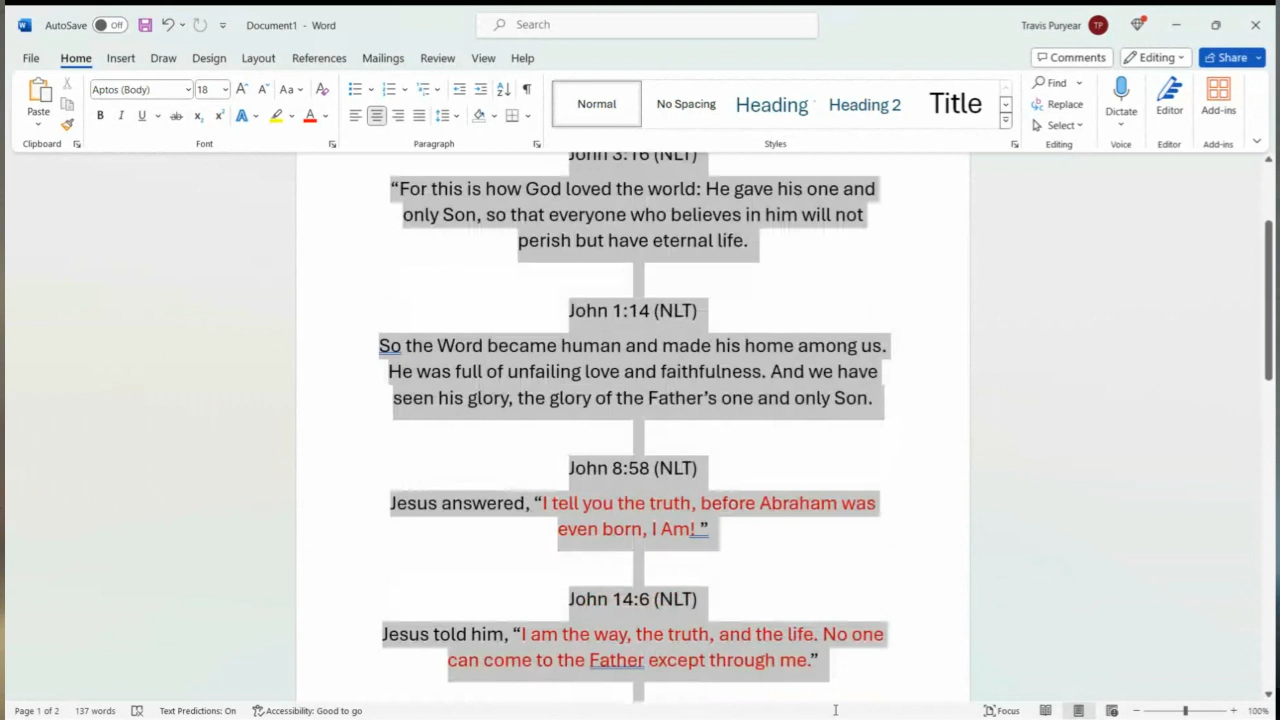 AutoSave Off Document1 - Word Search Travis Puryear TP
File Home Insert Draw Design Layout References Mailings View Review Help Comments Editing Share
Paste Aptos (Body) 18 Aa Normal No Spacing Heading Heading 2 Title Find Replace Select Dictate Editor Add-ins
B I U ab x₂ x² A A
Clipboard Font Paragraph Styles Editing Voice Editor Add-ins
John 3:16 (NLT)
“For this is how God loved the world: He gave his one and
only Son, so that everyone who believes in him will not
perish but have eternal life.
John 1:14 (NLT)
So the Word became human and made his home among us.
He was full of unfailing love and faithfulness. And we have
seen his glory, the glory of the Father’s one and only Son.
John 8:58 (NLT)
Jesus answered, “I tell you the truth, before Abraham was
even born, I Am! ”
John 14:6 (NLT)
Jesus told him, “I am the way, the truth, and the life. No one
can come to the Father except through me.”
Page 1 of 2 137 words Text Predictions: On Accessibility: Good to go Focus 100%